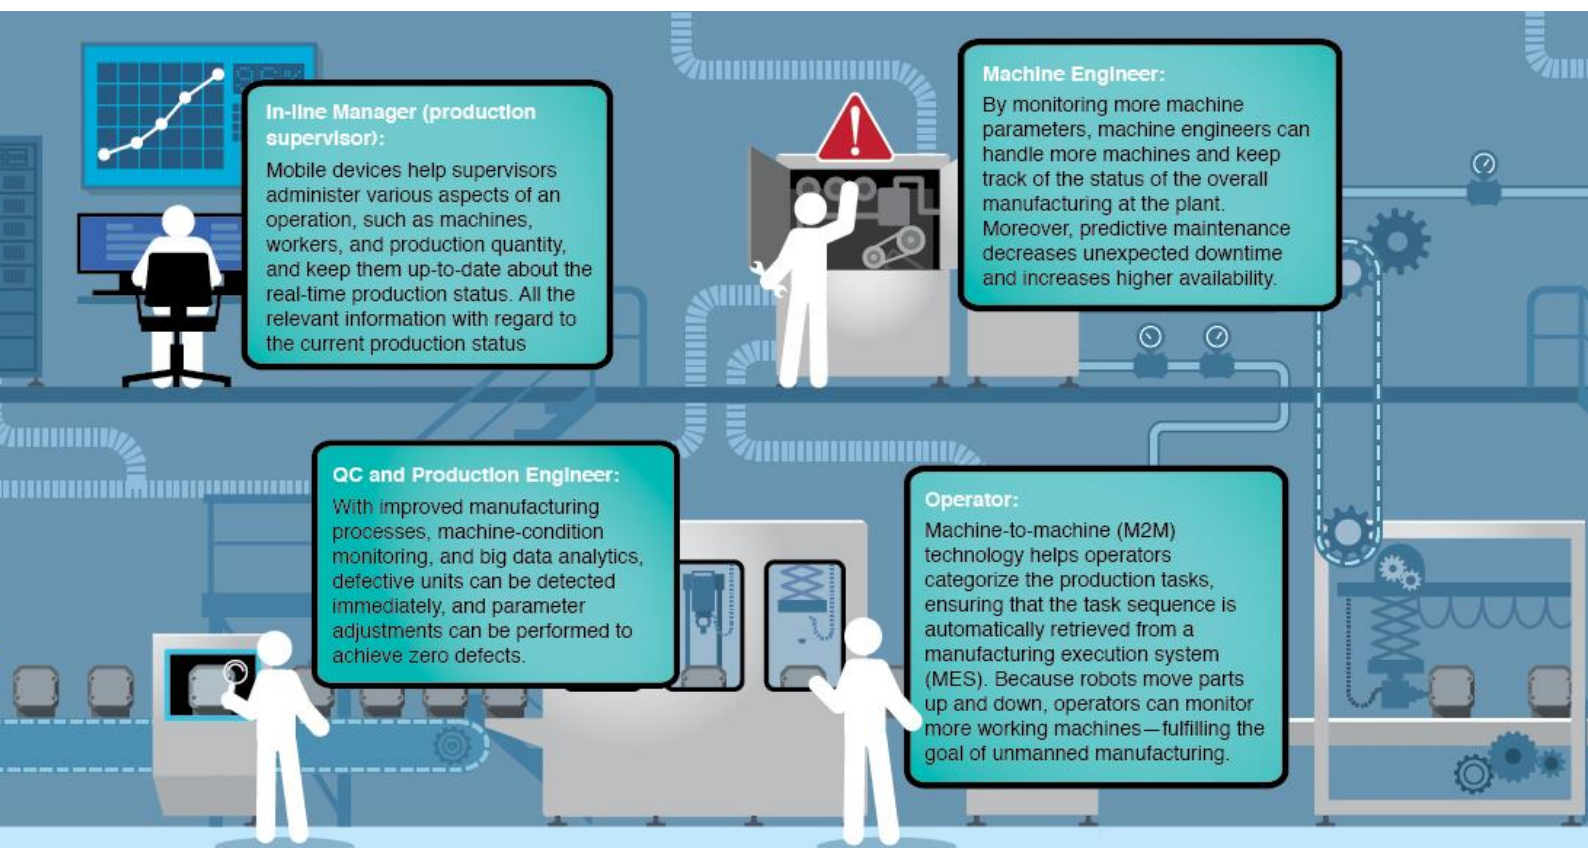 In-line Manager (production
supervisor):
Mobile devices help supervisors
administer various aspects of an
operation, such as machines,
workers, and production quantity,
and keep them up-to-date about the
real-time production status. All the
relevant information with regard to
the current production status
Machine Engineer:
By monitoring more machine
parameters, machine engineers can
handle more machines and keep
track of the status of the overall
manufacturing at the plant.
Moreover, predictive maintenance
decreases unexpected downtime
and increases higher availability.
QC and Production Engineer:
With improved manufacturing
processes, machine-condition
monitoring, and big data analytics,
defective units can be detected
immediately, and parameter
adjustments can be performed to
achieve zero defects.
Operator:
Machine-to-machine (M2M)
technology helps operators
categorize the production tasks,
ensuring that the task sequence is
automatically retrieved from a
manufacturing execution system
(MES). Because robots move parts
up and down, operators can monitor
more working machines—fulfilling the
goal of unmanned manufacturing.